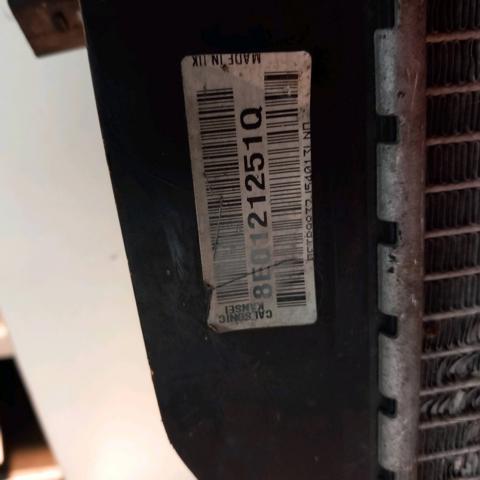 CALSONIC
KANSEI
8E0121251Q
MADE IN UK